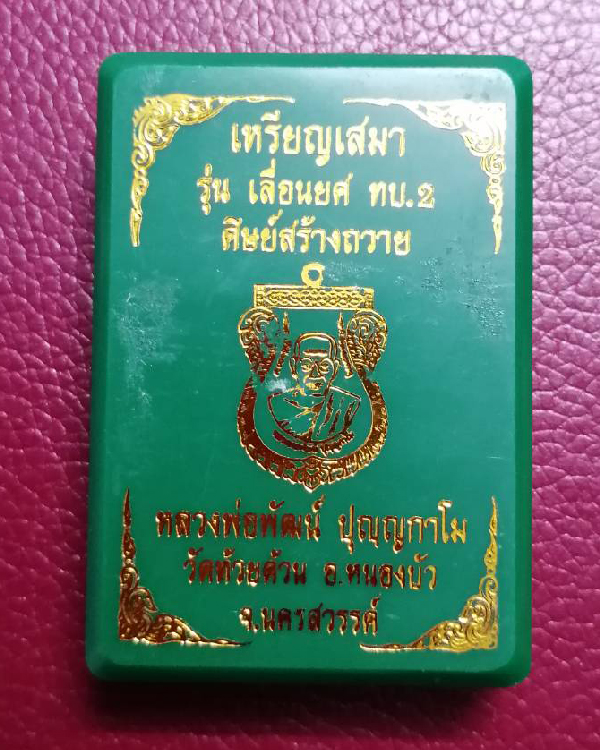 เหรียญเสมา
รุ่น เลื่อนยศ ทบ.2
ศิษย์สร้างถวาย
หลวงพ่อพัฒน์ ปุญฺญกาโม
วัดห้วยด้วน อ.หนองบัว
จ.นครสวรรค์